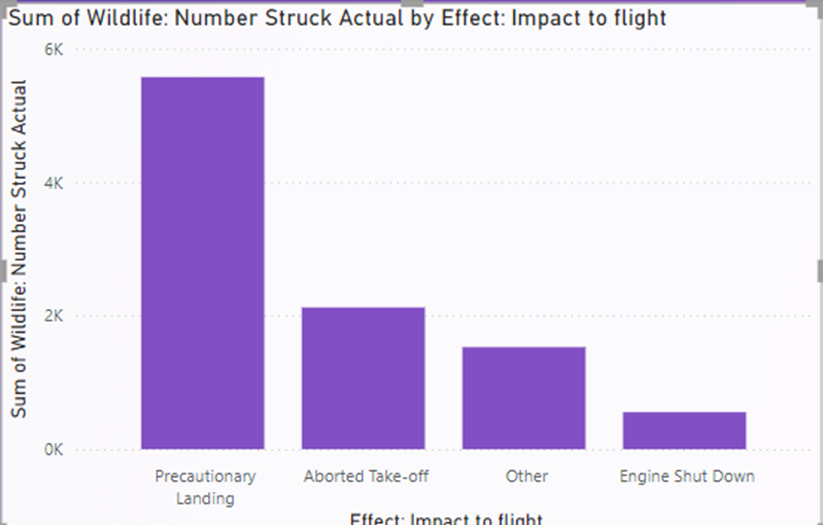 Sum of Wildlife: Number Struck Actual by Effect: Impact to flight
Sum of Wildlife: Number Struck Actual
6K
4K
2K
0K
Precautionary
Landing
Aborted Take-off
Other
Engine Shut Down
Effect: Impact to flight